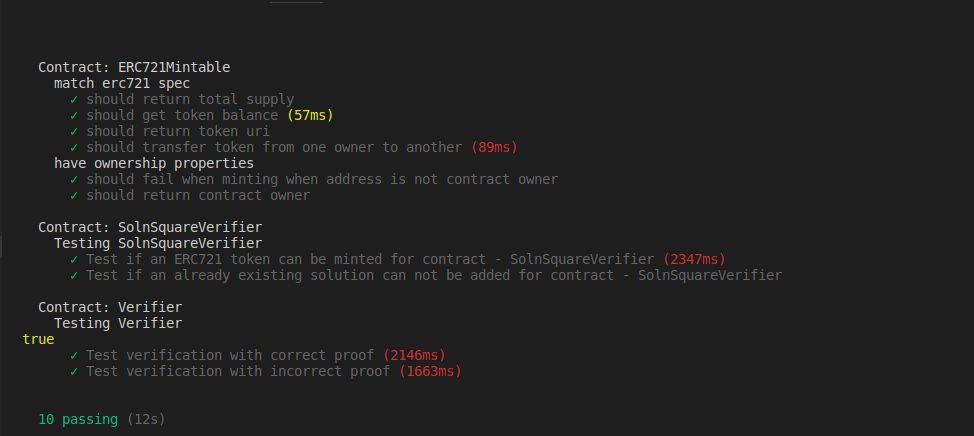 Contract: ERC721Mintable
match erc721 spec
✓ should return total supply
✓ should get token balance (57ms)
✓ should return token uri
✓ should transfer token from one owner to another (89ms)
have ownership properties
✓ should fail when minting when address is not contract owner
✓ should return contract owner
Contract: SolnSquareVerifier
Testing SolnSquareVerifier
✓ Test if an ERC721 token can be minted for contract - SolnSquareVerifier (2347ms)
✓ Test if an already existing solution can not be added for contract - SolnSquareVerifier
Contract: Verifier
Testing Verifier
true
✓ Test verification with correct proof (2146ms)
✓ Test verification with incorrect proof (1663ms)
10 passing (12s)